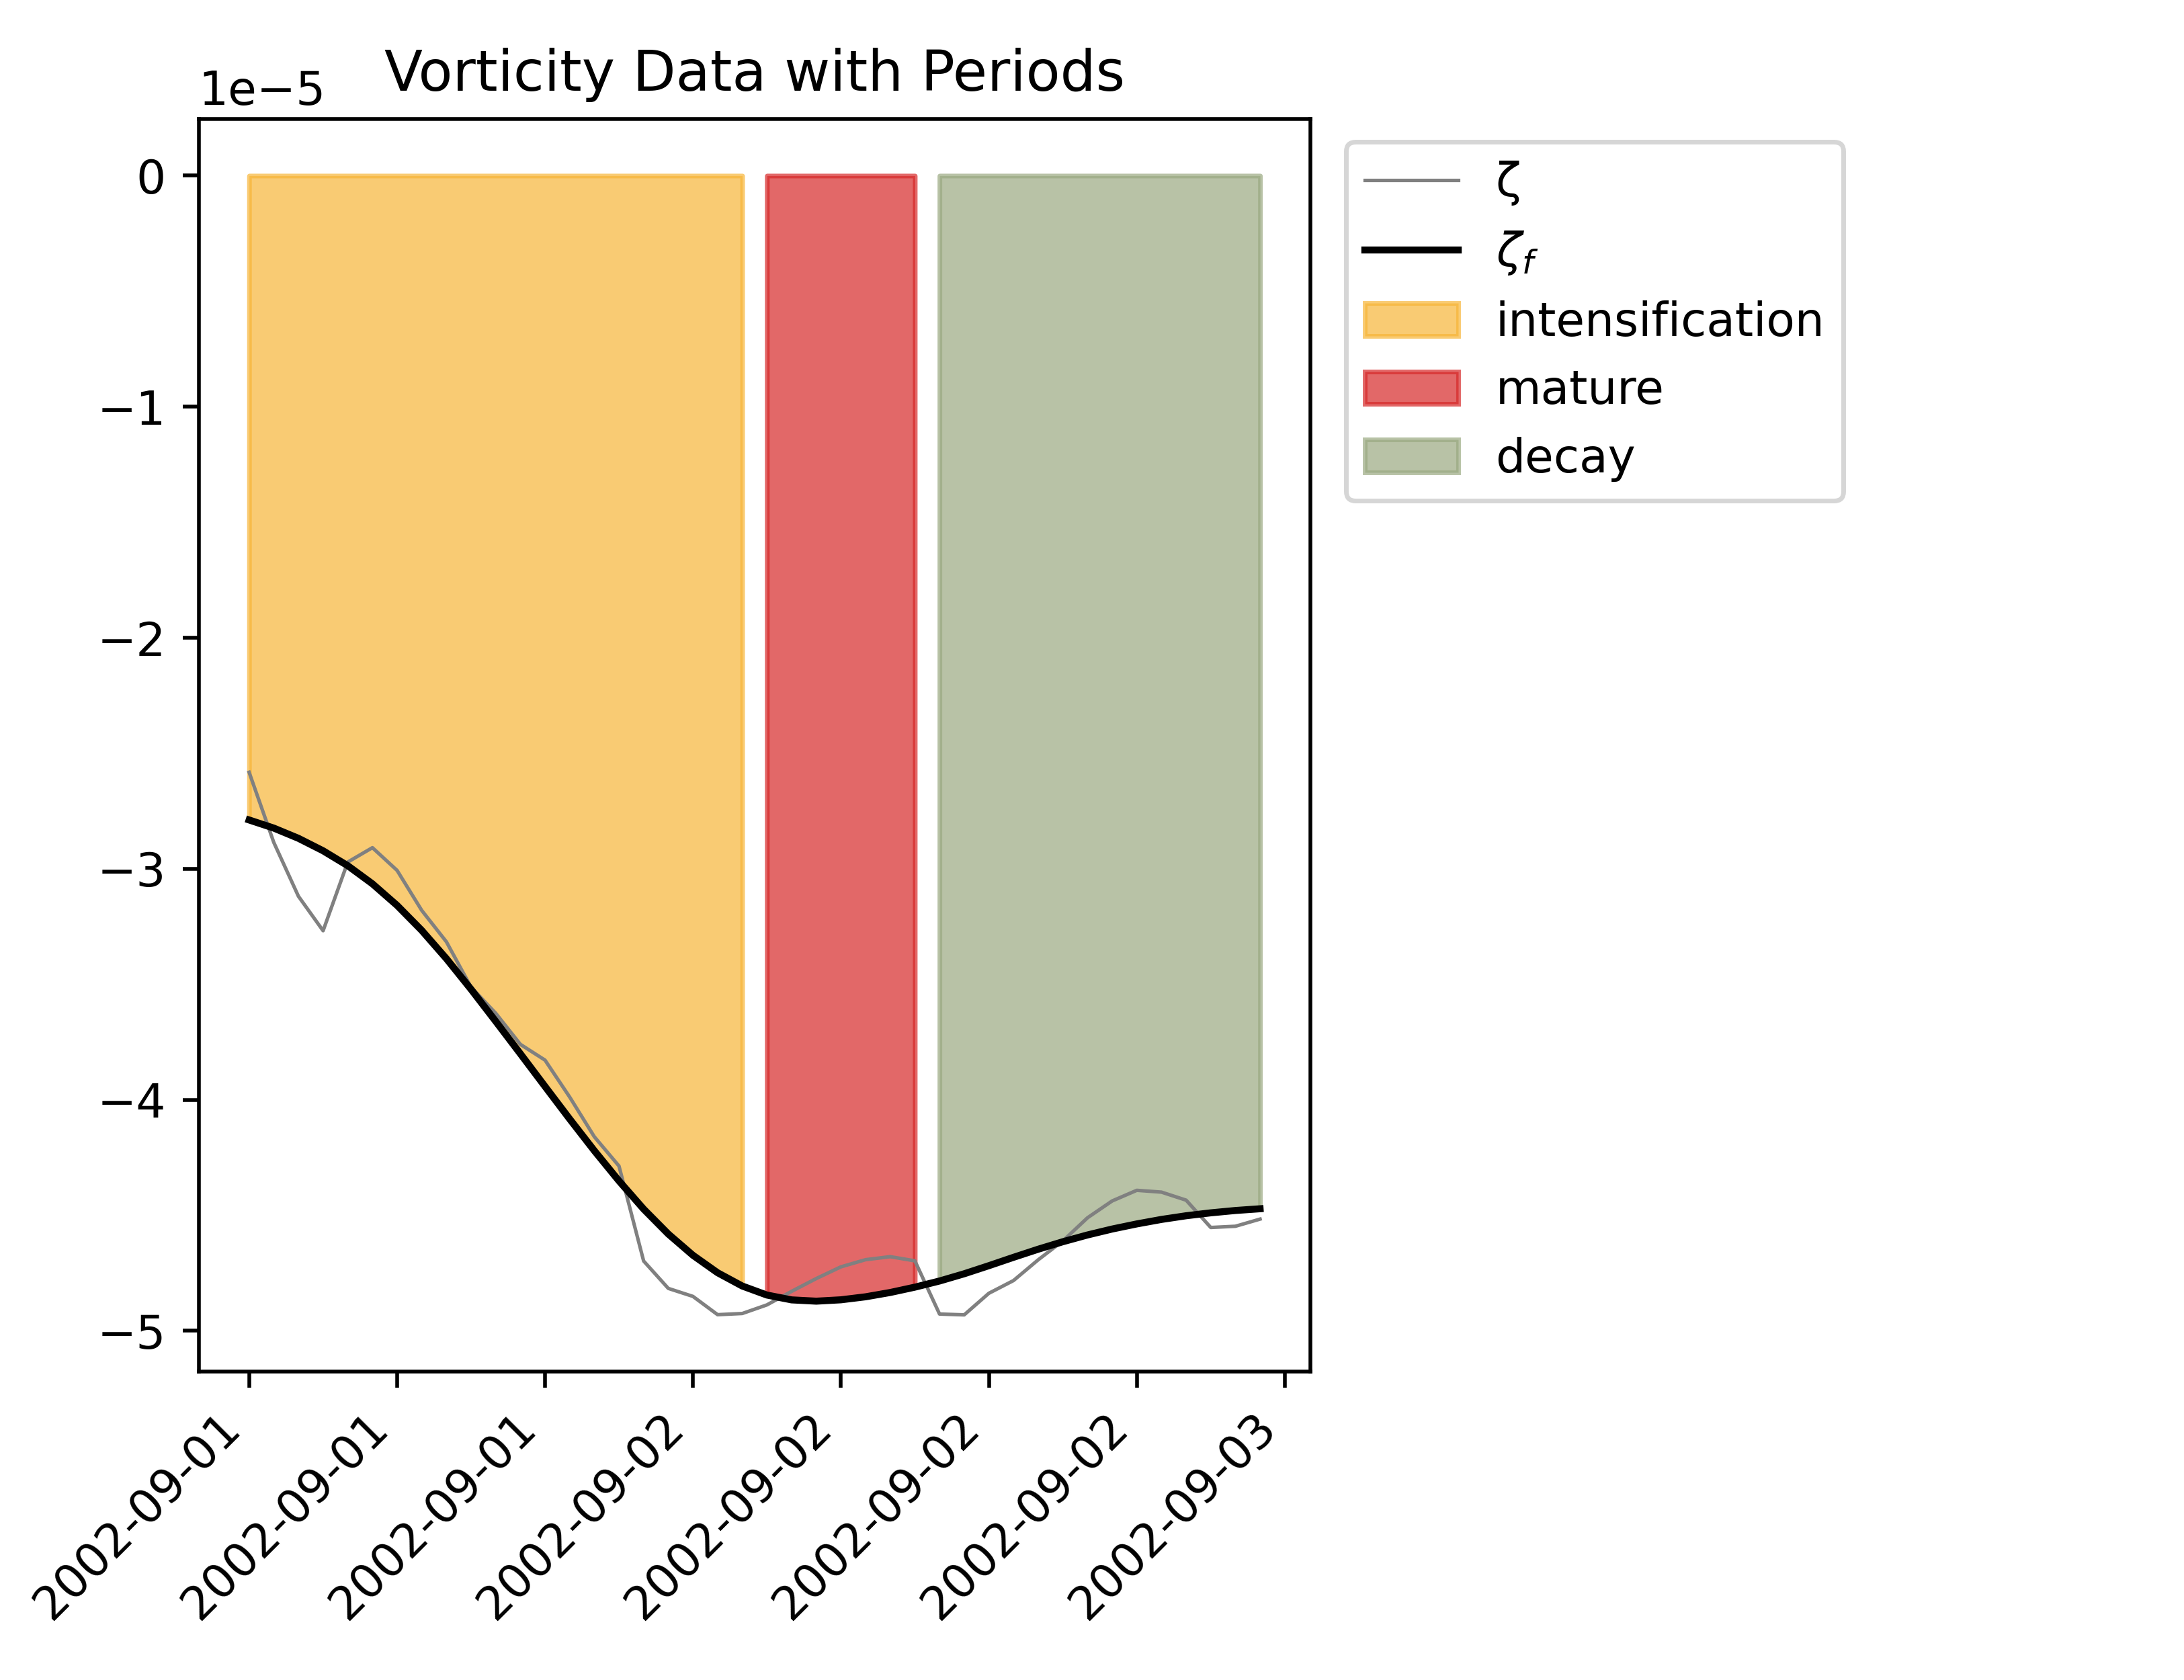 Vorticity Data with Periods
1e−5
0
−1
−2
−3
−4
−5
2002-09-01
2002-09-01
2002-09-01
2002-09-02
2002-09-02
2002-09-02
2002-09-02
2002-09-03
ζ
ζf
intensification
mature
decay